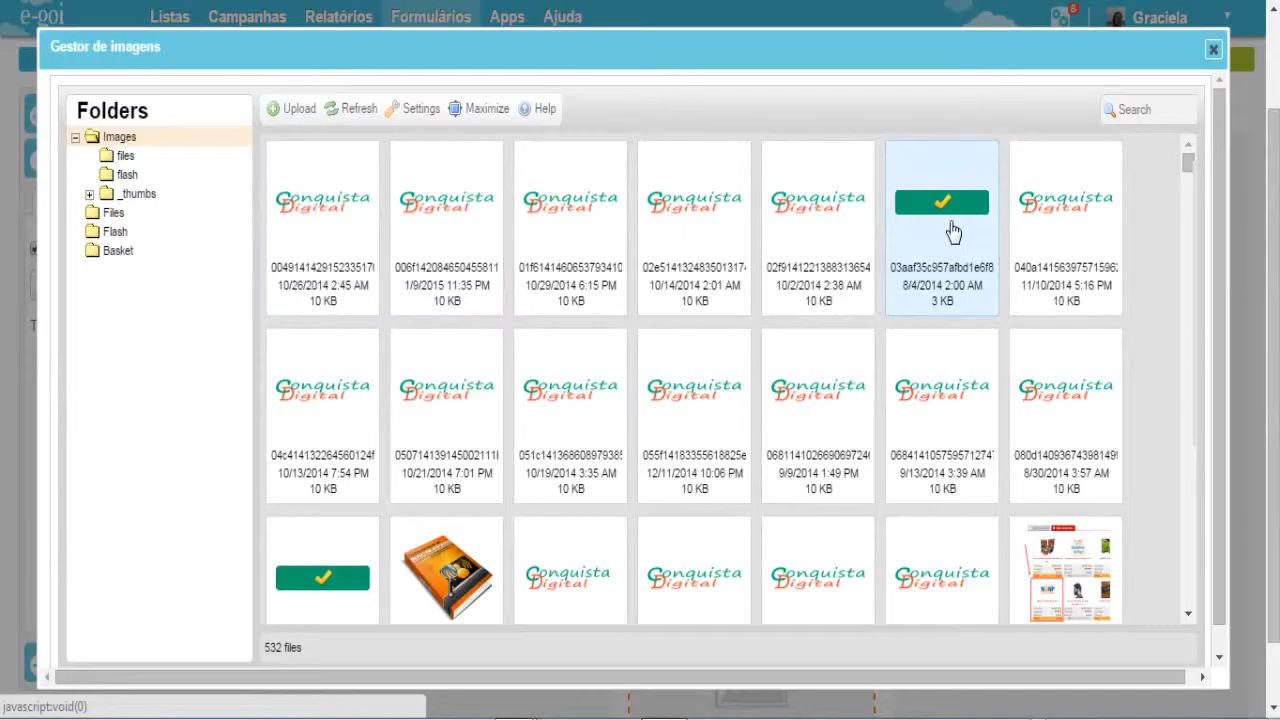 e-goi Listas Campanhas Relatórios Formulários Apps Ajuda 8 Graciela
Gestor de imagens
Folders
Images
files
flash
_thumbs
Files
Flash
Basket
Upload Refresh Settings Maximize Help Search
Conquista Digital
004914142915233517
10/26/2014 2:45 AM
10 KB
Conquista Digital
006f142084650455811
1/9/2015 11:35 PM
10 KB
Conquista Digital
01f6141460653793410
10/29/2014 6:15 PM
10 KB
Conquista Digital
02e514132483501317
10/14/2014 2:01 AM
10 KB
Conquista Digital
02f9141221388313654
10/2/2014 2:38 AM
10 KB
03aaf35c957afbd1e6f8
8/4/2014 2:00 AM
3 KB
Conquista Digital
040a14156397571596
11/10/2014 5:16 PM
10 KB
Conquista Digital
04c414132264560124f
10/13/2014 7:54 PM
10 KB
Conquista Digital
050714139145002111
10/21/2014 7:01 PM
10 KB
Conquista Digital
051c141368608979385
10/19/2014 3:35 AM
10 KB
Conquista Digital
055f14183355618825e
12/11/2014 10:06 PM
10 KB
Conquista Digital
06811410266906972
9/9/2014 1:49 PM
10 KB
Conquista Digital
068414105759571274
9/13/2014 3:39 AM
10 KB
Conquista Digital
080d14093674398149
8/30/2014 3:57 AM
10 KB
Conquista Digital
Conquista Digital
Conquista Digital
Conquista Digital
532 files
javascript:void(0)